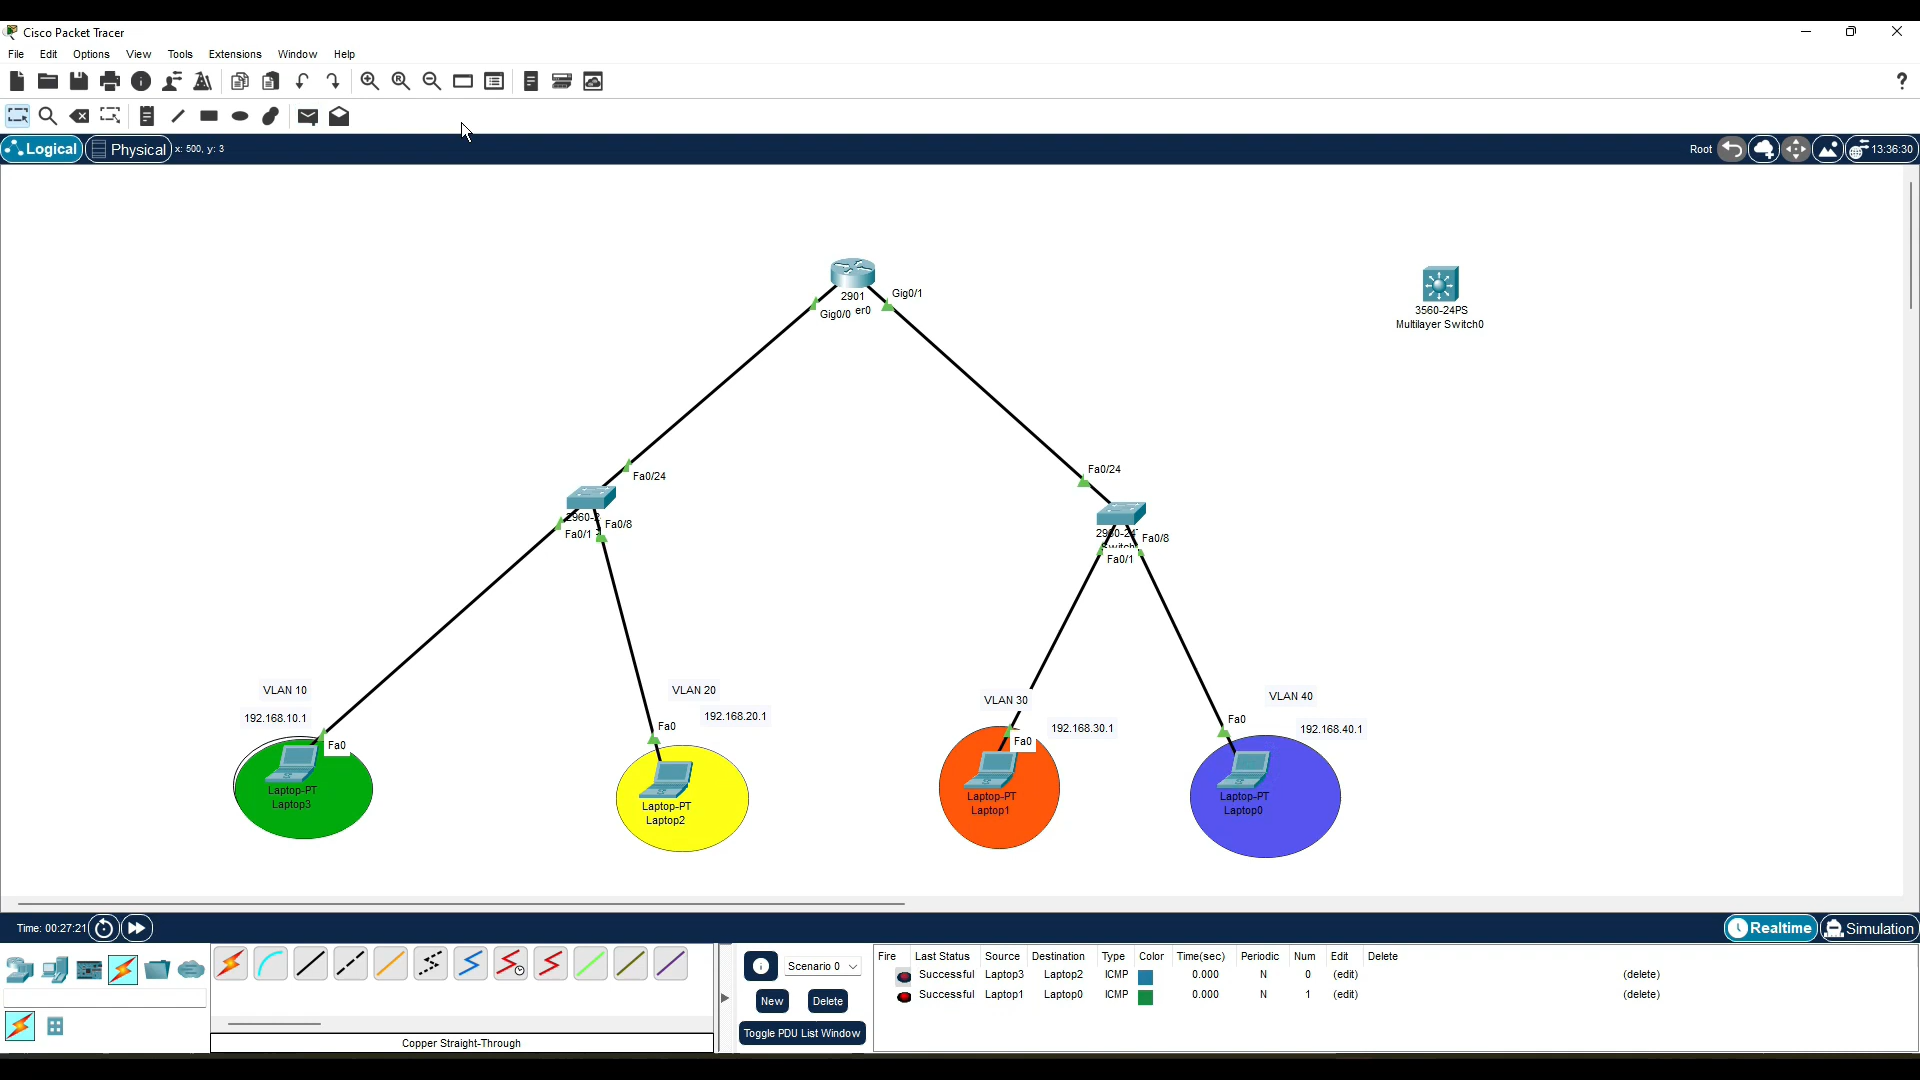 Cisco Packet Tracer
File Edit Options View Tools Extensions Window Help
Logical Physical x: 500, y: 3
Root 13:36:30
2901
er0
Gig0/1
Gig0/0
3560-24PS
Multilayer Switch0
Fa0/24
Fa0/24
2960-2
Fa0/8
Fa0/1
Fa0/8
Fa0/1
VLAN 10
192.168.10.1
Fa0
Laptop-PT
Laptop3
VLAN 20
192.168.20.1
Fa0
Laptop-PT
Laptop2
VLAN 30
192.168.30.1
Fa0
Laptop-PT
Laptop1
VLAN 40
192.168.40.1
Fa0
Laptop-PT
Laptop0
Time: 00:27:21
Realtime Simulation
Scenario 0
New Delete
Toggle PDU List Window
Copper Straight-Through
Fire Last Status Source Destination Type Color Time(sec) Periodic Num Edit Delete
Successful Laptop3 Laptop2 ICMP 0.000 N 0 (edit) (delete)
Successful Laptop1 Laptop0 ICMP 0.000 N 1 (edit) (delete)